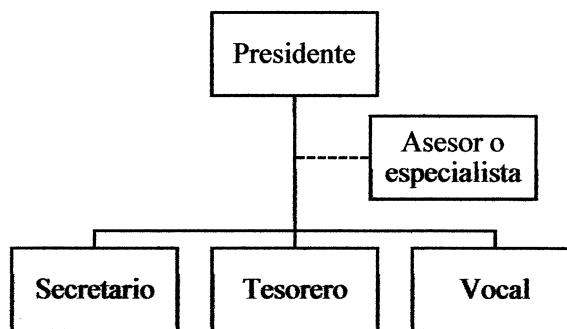 Presidente
Asesor o
especialista
Secretario
Tesorero
Vocal